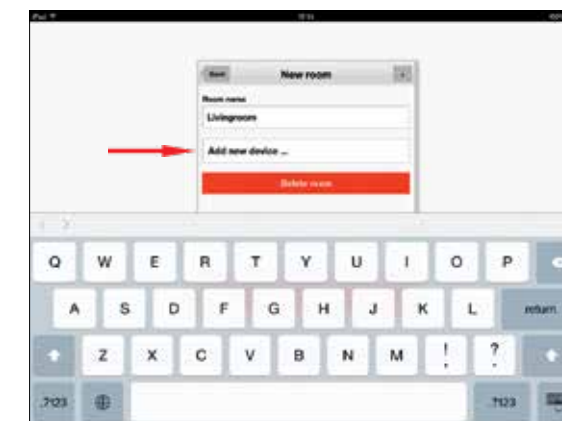 iPad
New room
Room name
Livingroom
Add new device ...
Delete room
Q W E R T Y U I O P
A S D F G H J K L return
Z X C V B N M ! , ? .
.?123 .?123